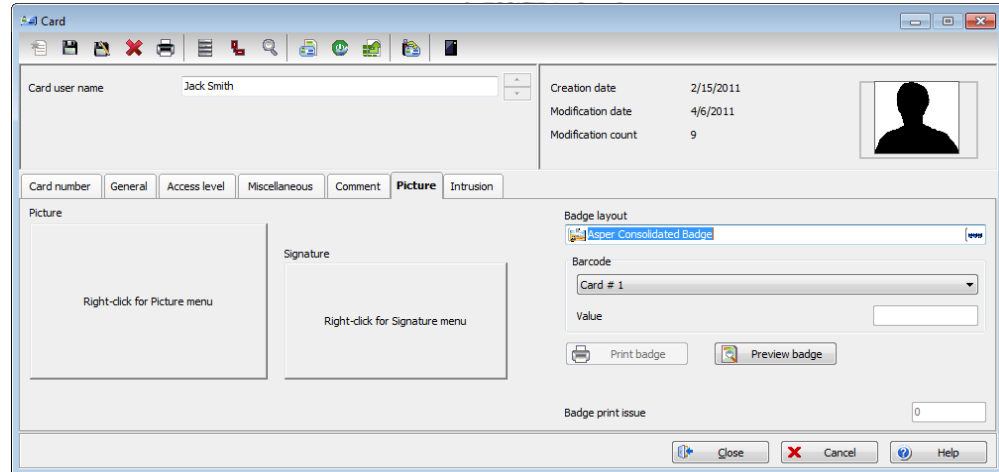 Card
Card user name
Jack Smith
Creation date 2/15/2011
Modification date 4/6/2011
Modification count 9
Card number General Access level Miscellaneous Comment Picture Intrusion
Picture
Signature
Right-click for Picture menu
Right-click for Signature menu
Badge layout
Asper Consolidated Badge
Barcode
Card # 1
Value
Print badge Preview badge
Badge print issue 0
Close Cancel Help